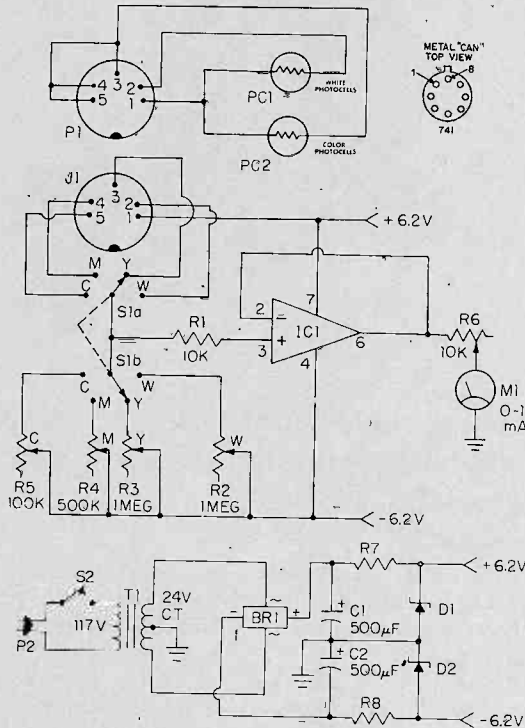 METAL "CAN"
TOP VIEW
1
8
741
3
4
2
5
1
P1
PC1
WHITE
PHOTOCELLS
COLOR
PHOTOCELLS
PC2
J1
3
4
2
5
1
+6.2V
M
Y
C
W
S1a
R1
10K
2
-
7
IC1
3
+
6
4
R6
10K
M1
0-1
mA
S1b
C
W
M
Y
C
M
Y
W
R5
100K
R4
500K
R3
1MEG
R2
1MEG
-6.2V
S2
P2
117V
T1
24V
CT
~
- BR1 +
~
R7
+6.2V
+
C1
500µF
D1
+
C2
500µF
D2
R8
-6.2V